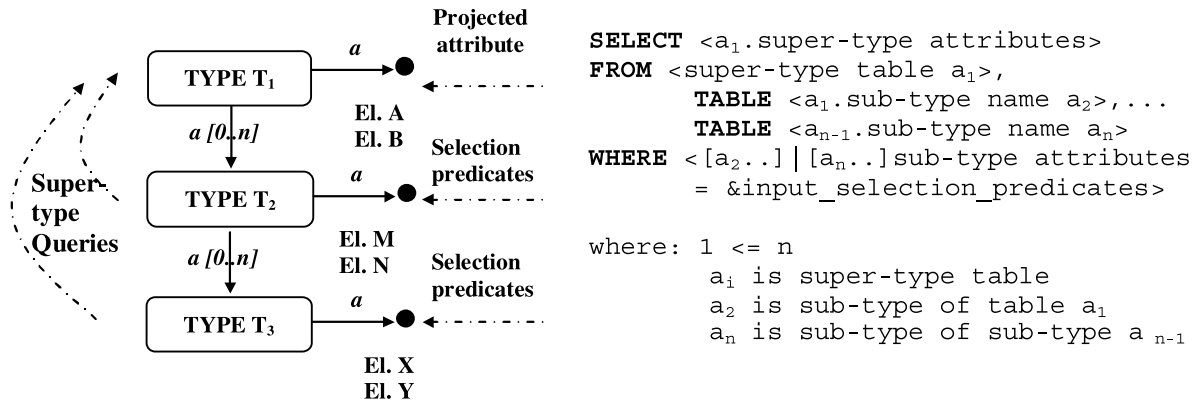 Projected
attribute
a
TYPE T₁
El. A
El. B
a [0..n]
Selection
predicates
a
TYPE T₂
Super-
type
Queries
El. M
El. N
a [0..n]
Selection
predicates
a
TYPE T₃
El. X
El. Y
SELECT <a₁.super-type attributes>
FROM <super-type table a₁>,
TABLE <a₁.sub-type name a₂>,...
TABLE <aₙ₋₁.sub-type name aₙ>
WHERE <[a₂..]|[aₙ..]sub-type attributes
= &input_selection_predicates>
where: 1 <= n
aᵢ is super-type table
a₂ is sub-type of table a₁
aₙ is sub-type of sub-type a ₙ₋₁